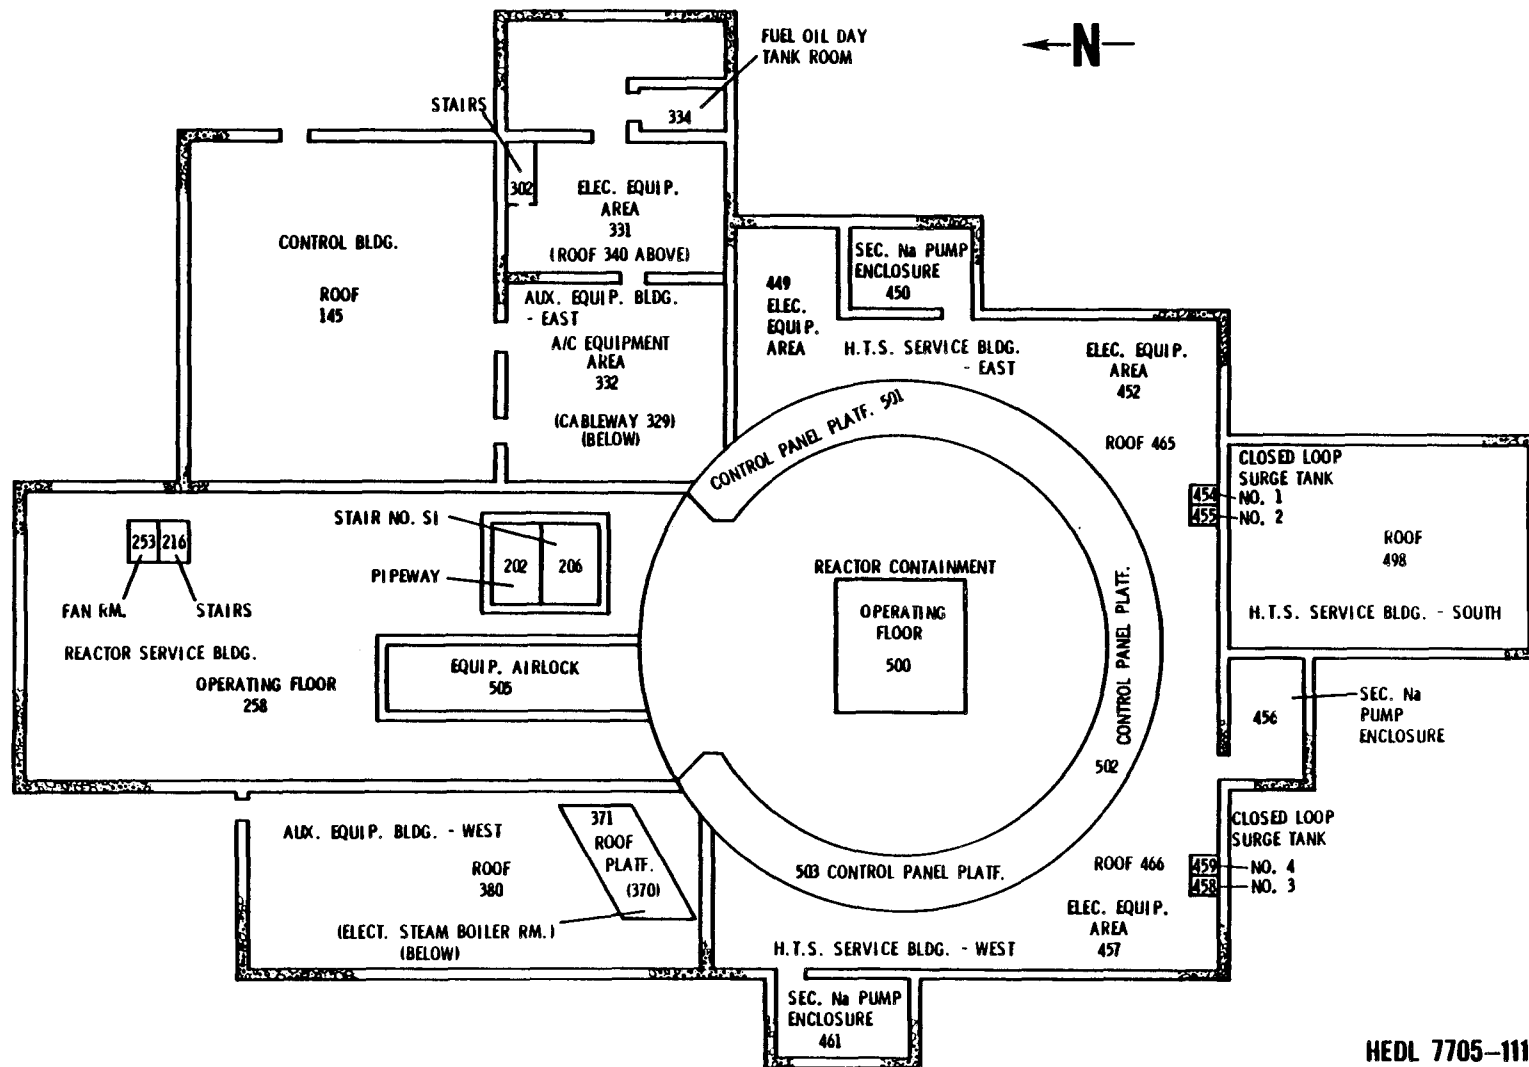 N
FUEL OIL DAY
TANK ROOM
334
STAIRS
302
ELEC. EQUIP.
AREA
331
(ROOF 340 ABOVE)
CONTROL BLDG.
ROOF
145
AUX. EQUIP. BLDG.
- EAST
A/C EQUIPMENT
AREA
332
(CABLEWAY 329)
(BELOW)
449
ELEC.
EQUIP.
AREA
SEC. Na PUMP
ENCLOSURE
450
H.T.S. SERVICE BLDG.
- EAST
ELEC. EQUIP.
AREA
452
ROOF 465
CONTROL PANEL PLATF. 501
CLOSED LOOP
SURGE TANK
454 NO. 1
455 NO. 2
ROOF
498
H.T.S. SERVICE BLDG. - SOUTH
253 216
FAN RM.
STAIRS
STAIR NO. S1
202 206
PIPEWAY
REACTOR SERVICE BLDG.
OPERATING FLOOR
258
EQUIP. AIRLOCK
505
REACTOR CONTAINMENT
OPERATING
FLOOR
500
CONTROL PANEL PLATF.
502
456
SEC. Na
PUMP
ENCLOSURE
AUX. EQUIP. BLDG. - WEST
ROOF
380
371
ROOF
PLATF.
(370)
(ELECT. STEAM BOILER RM.)
(BELOW)
503 CONTROL PANEL PLATF.
CLOSED LOOP
SURGE TANK
459 NO. 4
458 NO. 3
ROOF 466
ELEC. EQUIP.
AREA
457
H.T.S. SERVICE BLDG. - WEST
SEC. Na PUMP
ENCLOSURE
461
HEDL 7705-111